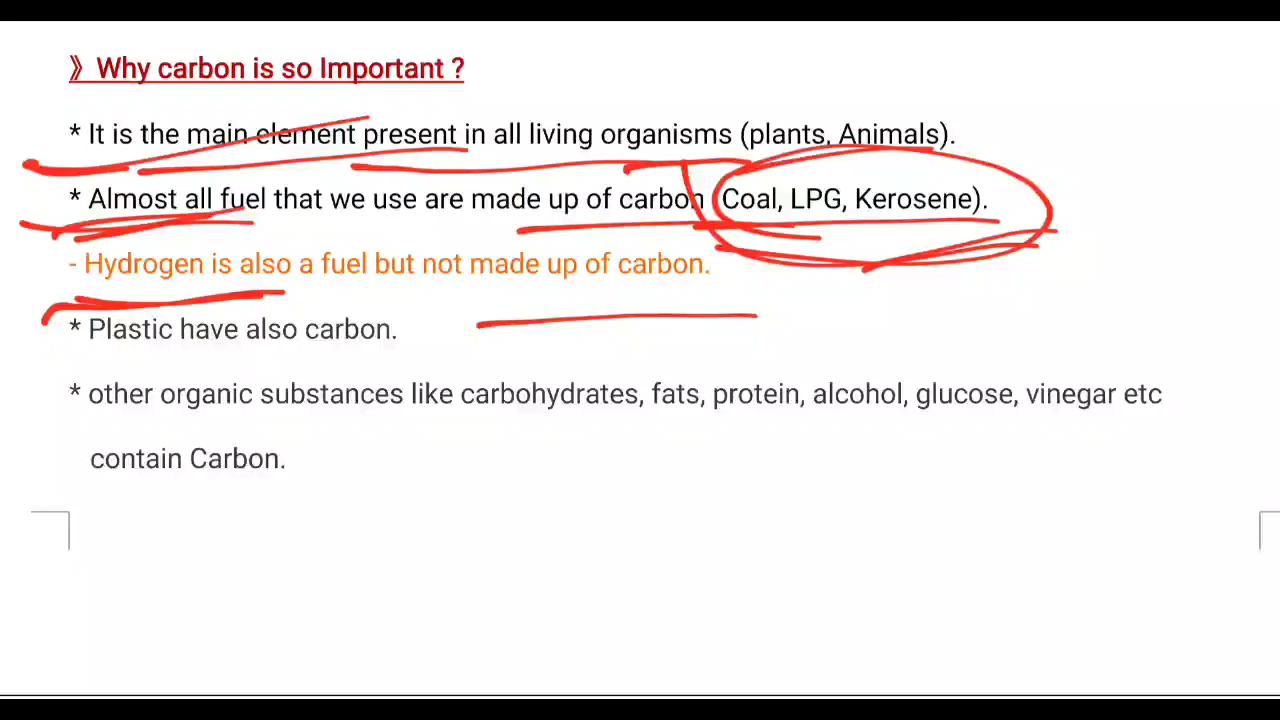 》Why carbon is so Important ?
* It is the main element present in all living organisms (plants, Animals).
* Almost all fuel that we use are made up of carbon (Coal, LPG, Kerosene).
- Hydrogen is also a fuel but not made up of carbon.
* Plastic have also carbon.
* other organic substances like carbohydrates, fats, protein, alcohol, glucose, vinegar etc
contain Carbon.